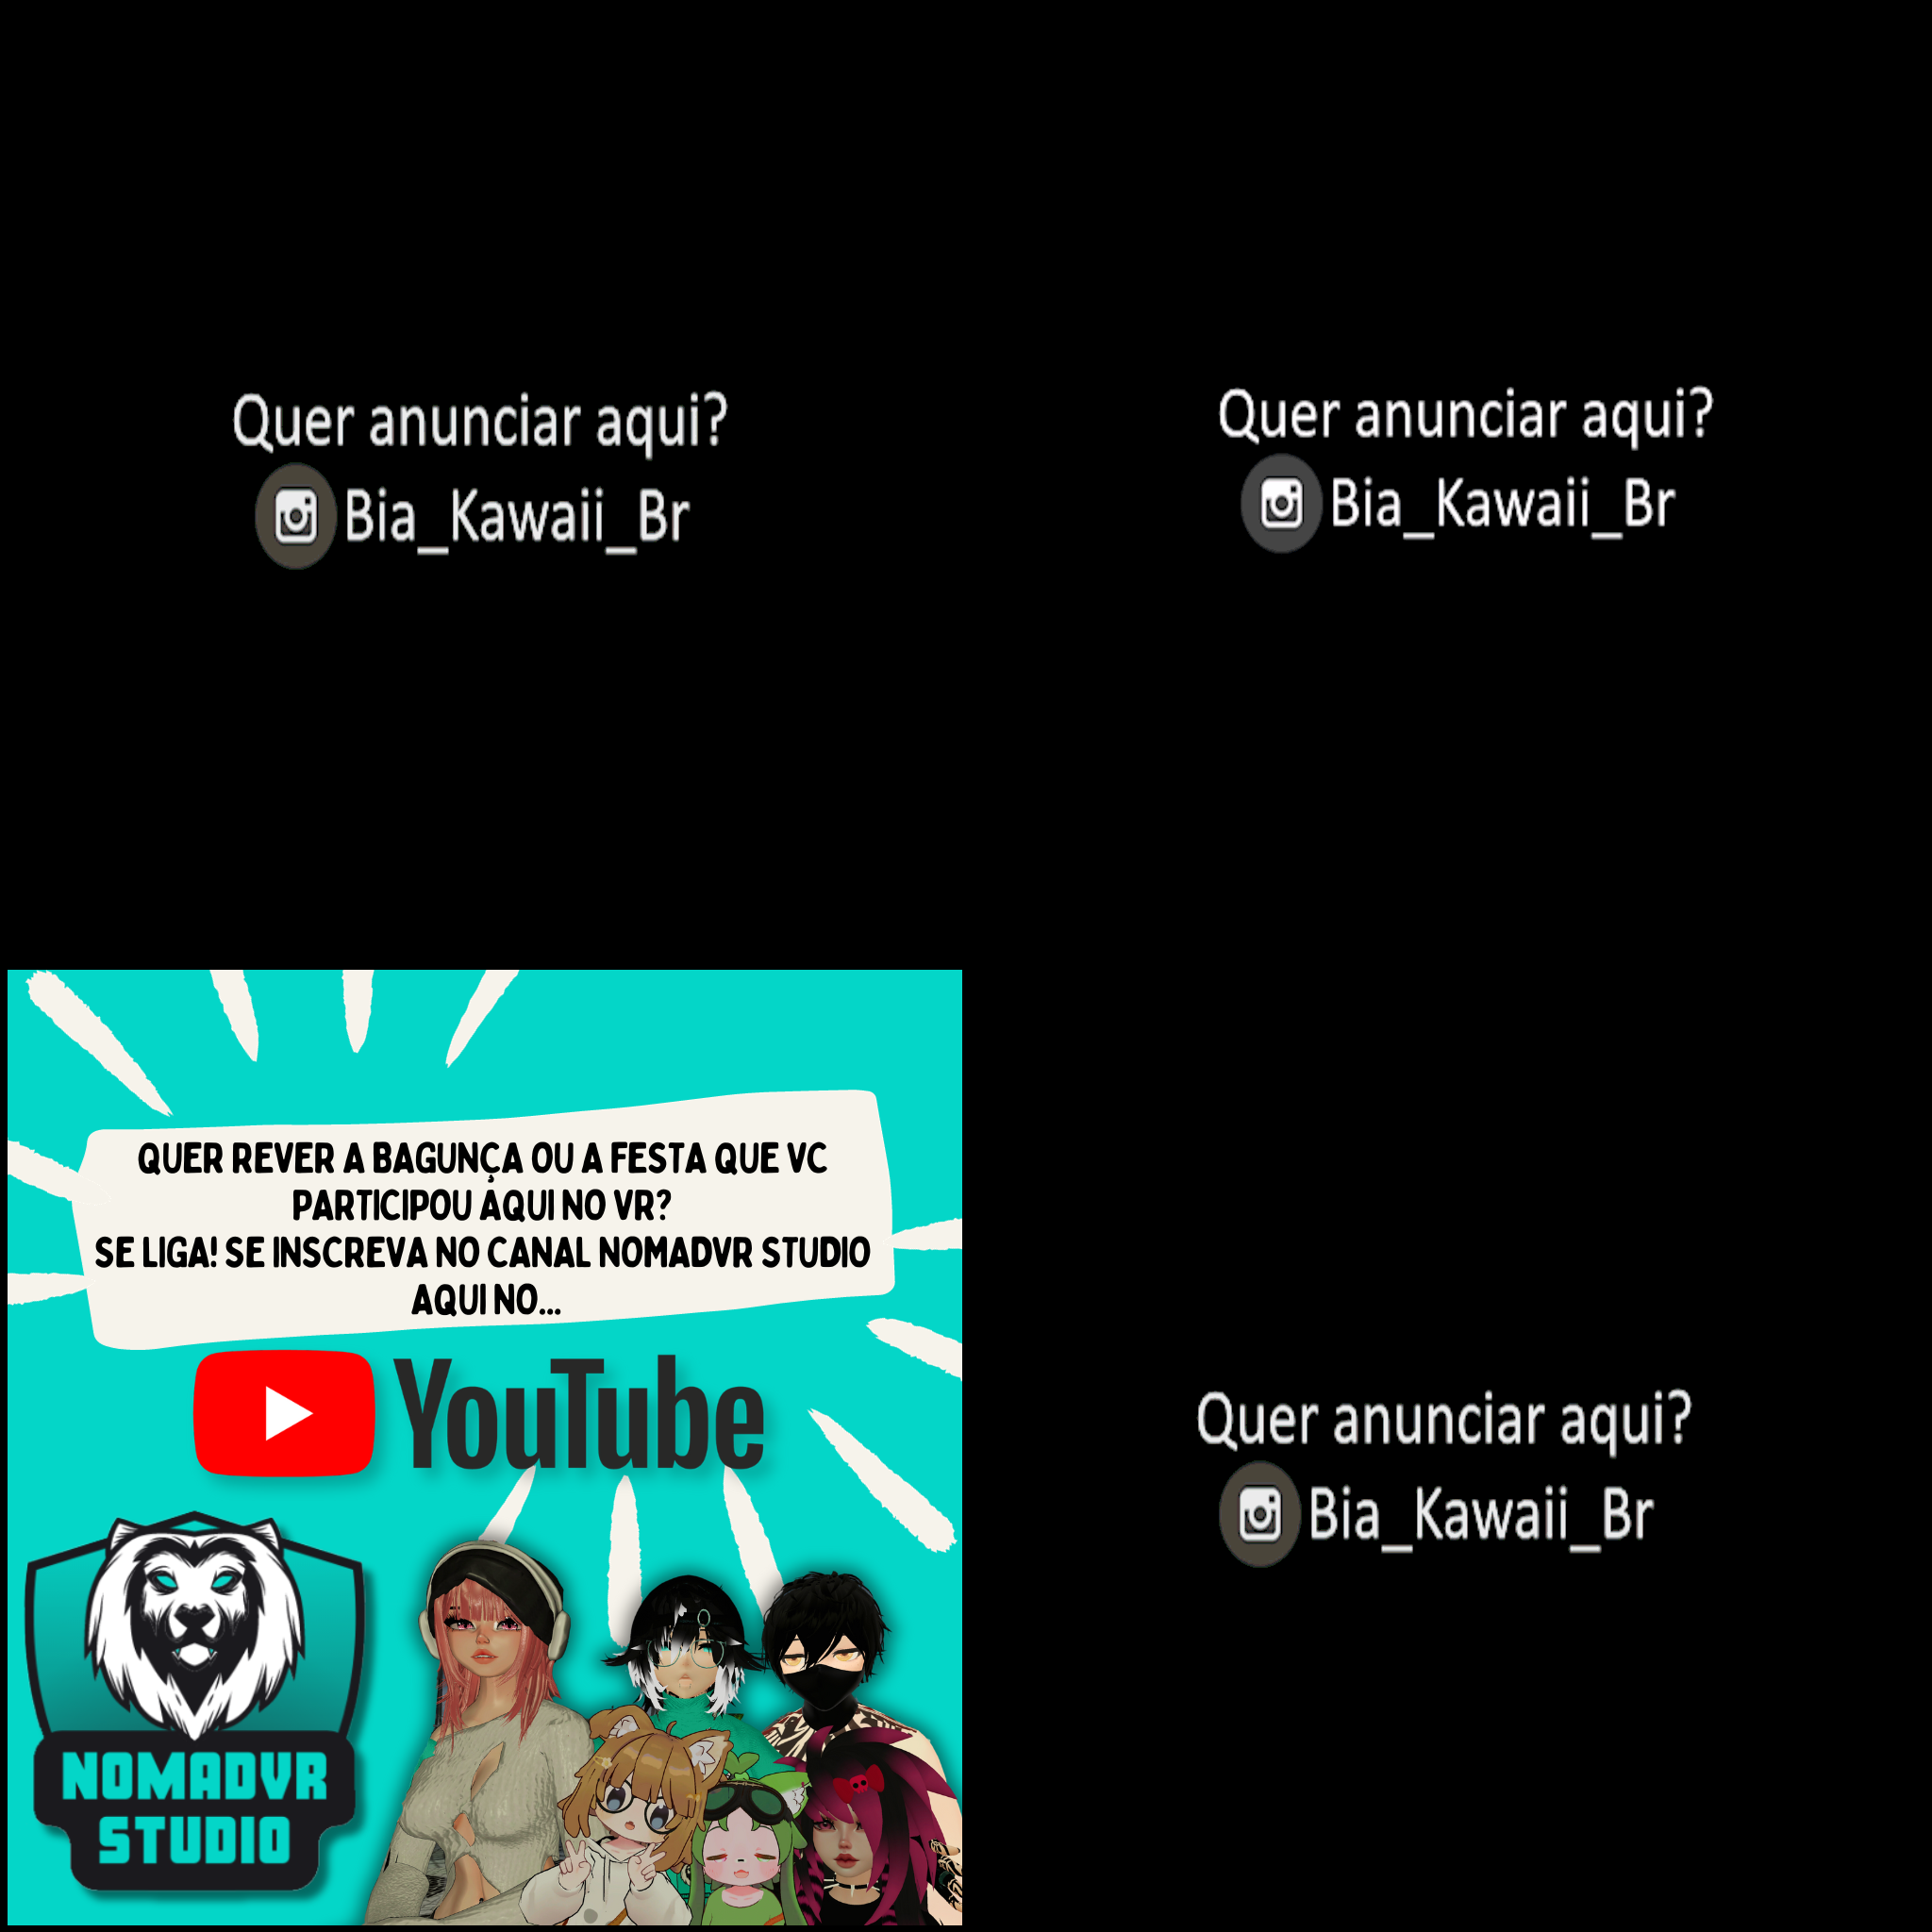 Quer anunciar aqui?
Bia_Kawaii_Br
Quer anunciar aqui?
Bia_Kawaii_Br
QUER REVER A BAGUNÇA OU A FESTA QUE VC
PARTICIPOU AQUI NO VR?
SE LIGA! SE INSCREVA NO CANAL NOMADVR STUDIO
AQUI NO...
YouTube
NOMADVR
STUDIO
Quer anunciar aqui?
Bia_Kawaii_Br